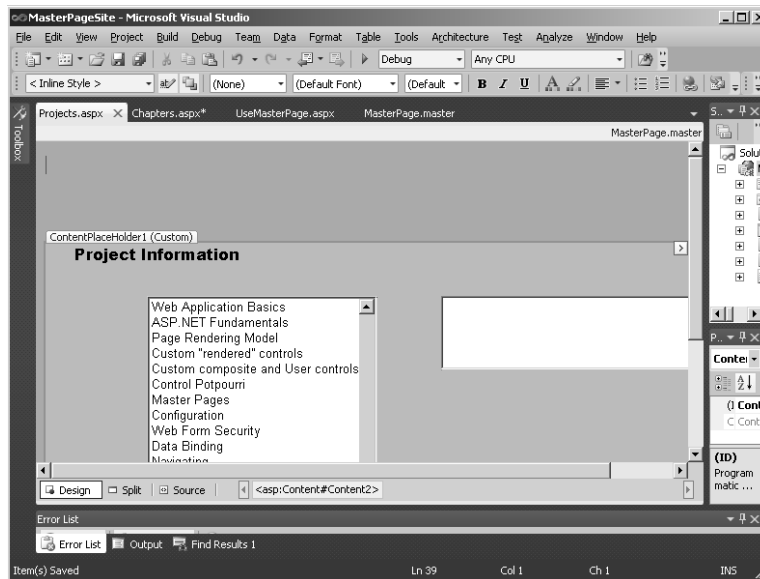 MasterPageSite - Microsoft Visual Studio
File Edit View Project Build Debug Team Data Format Table Tools Architecture Test Analyze Window Help
Debug Any CPU
< Inline Style > (None) (Default Font) (Default B I U
Projects.aspx Chapters.aspx* UseMasterPage.aspx MasterPage.master
S..
Toolbox
MasterPage.master
Solu
ContentPlaceHolder1 (Custom)
Project Information
Web Application Basics
ASP.NET Fundamentals
Page Rendering Model
Custom "rendered" controls
Custom composite and User controls
Control Potpourri
Master Pages
Configuration
Web Form Security
Data Binding
Navigating
P..
Conte
(I Cont
C Cont
(ID)
Program
matic ...
Design Split Source <asp:Content#Content2>
Error List
Error List Output Find Results 1
Item(s) Saved Ln 39 Col 1 Ch 1 INS